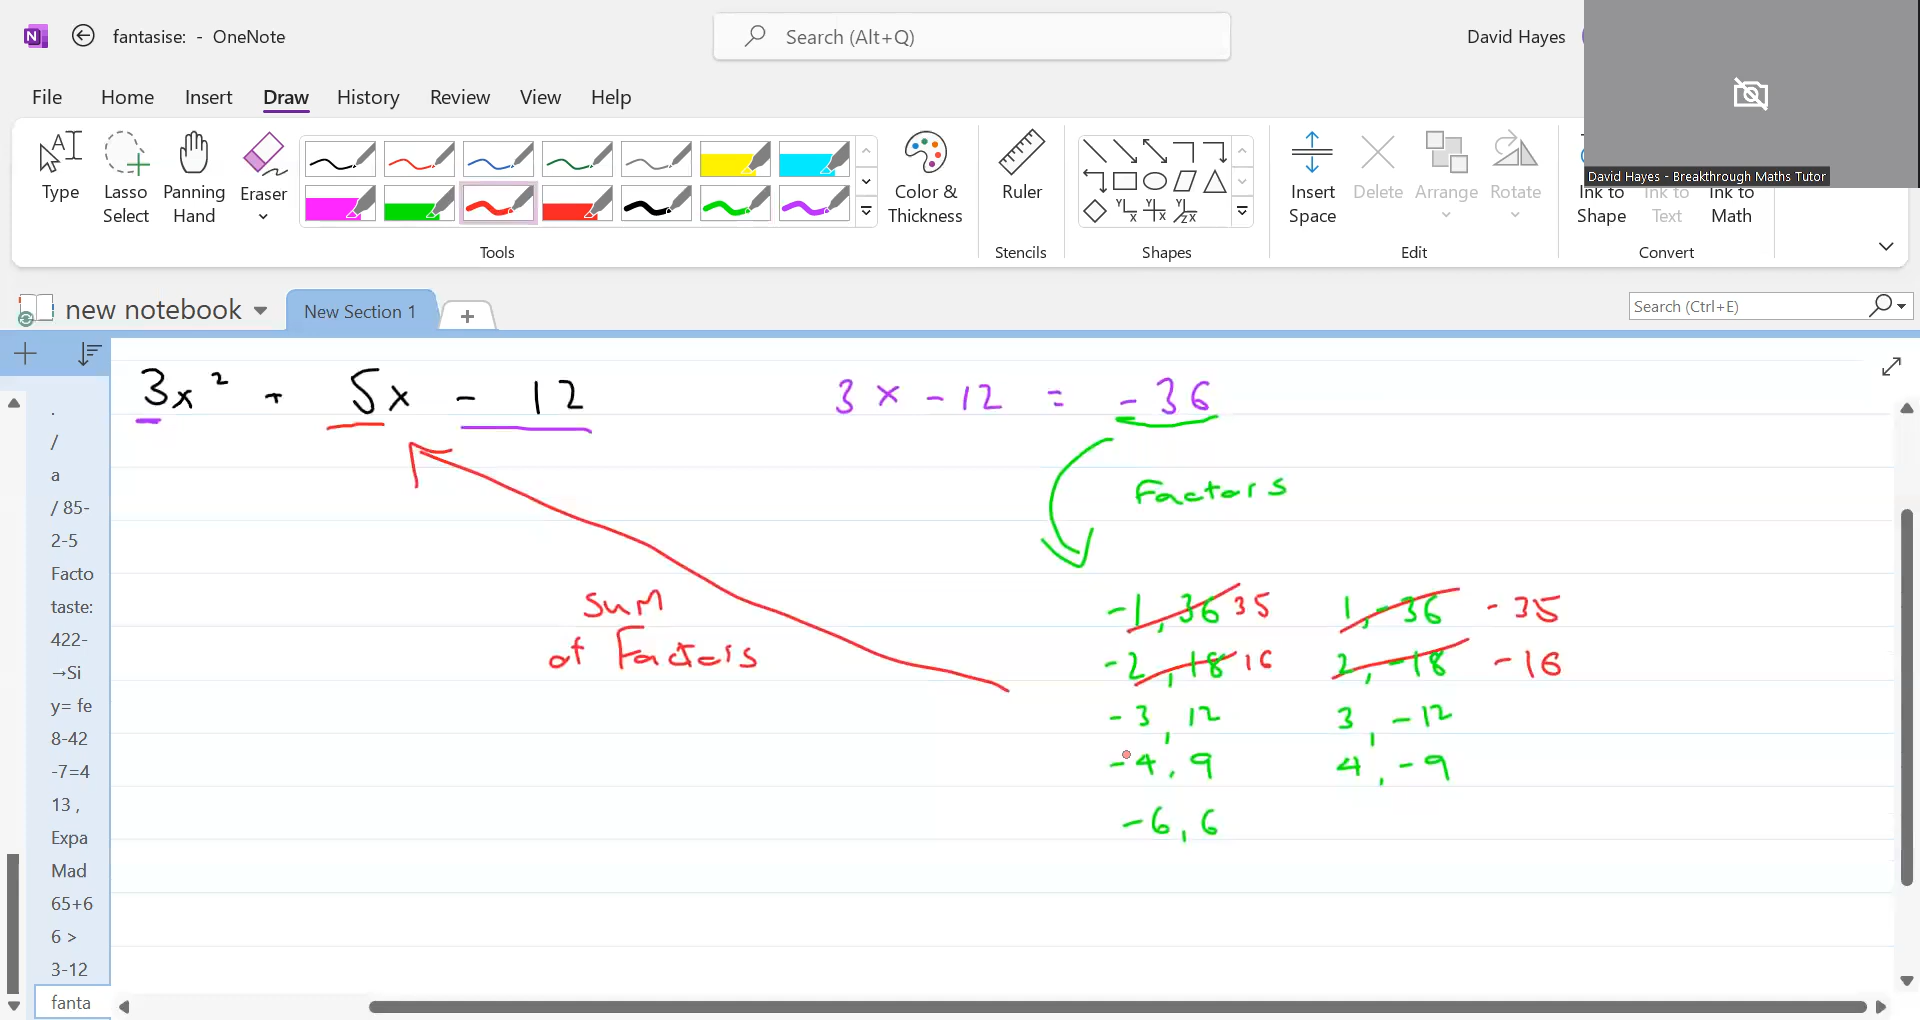 fantasise: - OneNote
Search (Alt+Q)
David Hayes
File Home Insert Draw History Review View Help
Type
Lasso Select
Panning Hand
Eraser
Color & Thickness
Ruler
Insert Space
Delete
Arrange
Rotate
David Hayes - Breakthrough Maths Tutor
Ink to Shape
Ink to Text
Ink to Math
Tools
Stencils
Shapes
Edit
Convert
new notebook
New Section 1
Search (Ctrl+E)
.
/
a
/ 85-
2-5
Facto
taste:
422-
→Si
y= fe
8-42
-7=4
13 ,
Expa
Mad
65+6
6 >
3-12
fanta
3x² + 5x - 12
3 x -12 = -36
Factors
Sum
of Factors
-1, 36 35 1, -36 -35
-2, 18 16 2, -18 -16
-3, 12 3, -12
-4, 9 4, -9
-6, 6